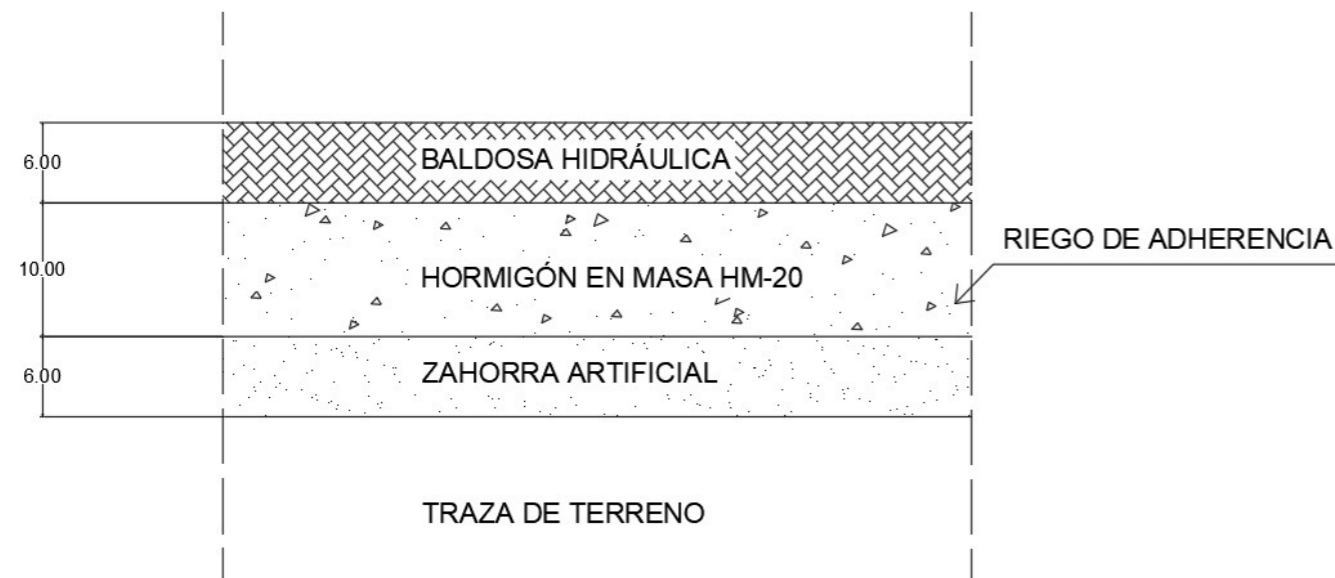 6.00
BALDOSA HIDRÁULICA
RIEGO DE ADHERENCIA
10.00
HORMIGÓN EN MASA HM-20
6.00
ZAHORRA ARTIFICIAL
TRAZA DE TERRENO